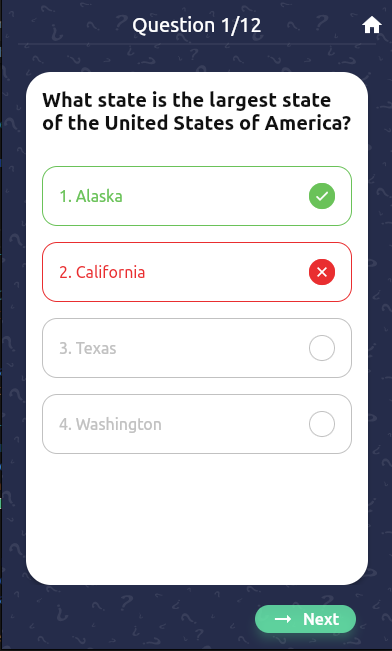 Question 1/12
What state is the largest state
of the United States of America?
1. Alaska
2. California
3. Texas
4. Washington
Next